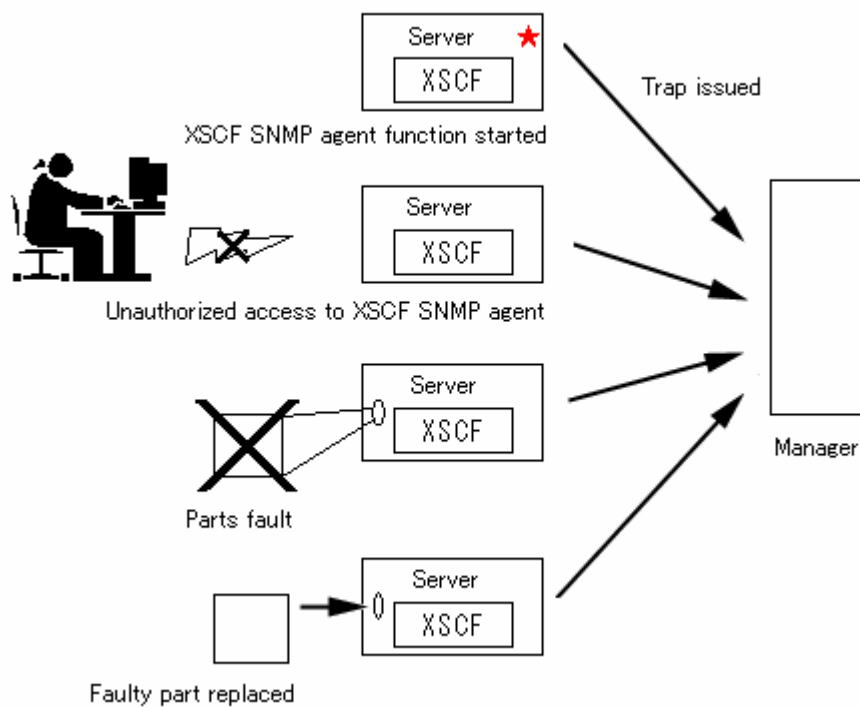 Server
XSCF
Trap issued
XSCF SNMP agent function started
Server
XSCF
Unauthorized access to XSCF SNMP agent
Server
XSCF
Manager
Parts fault
Server
XSCF
Faulty part replaced